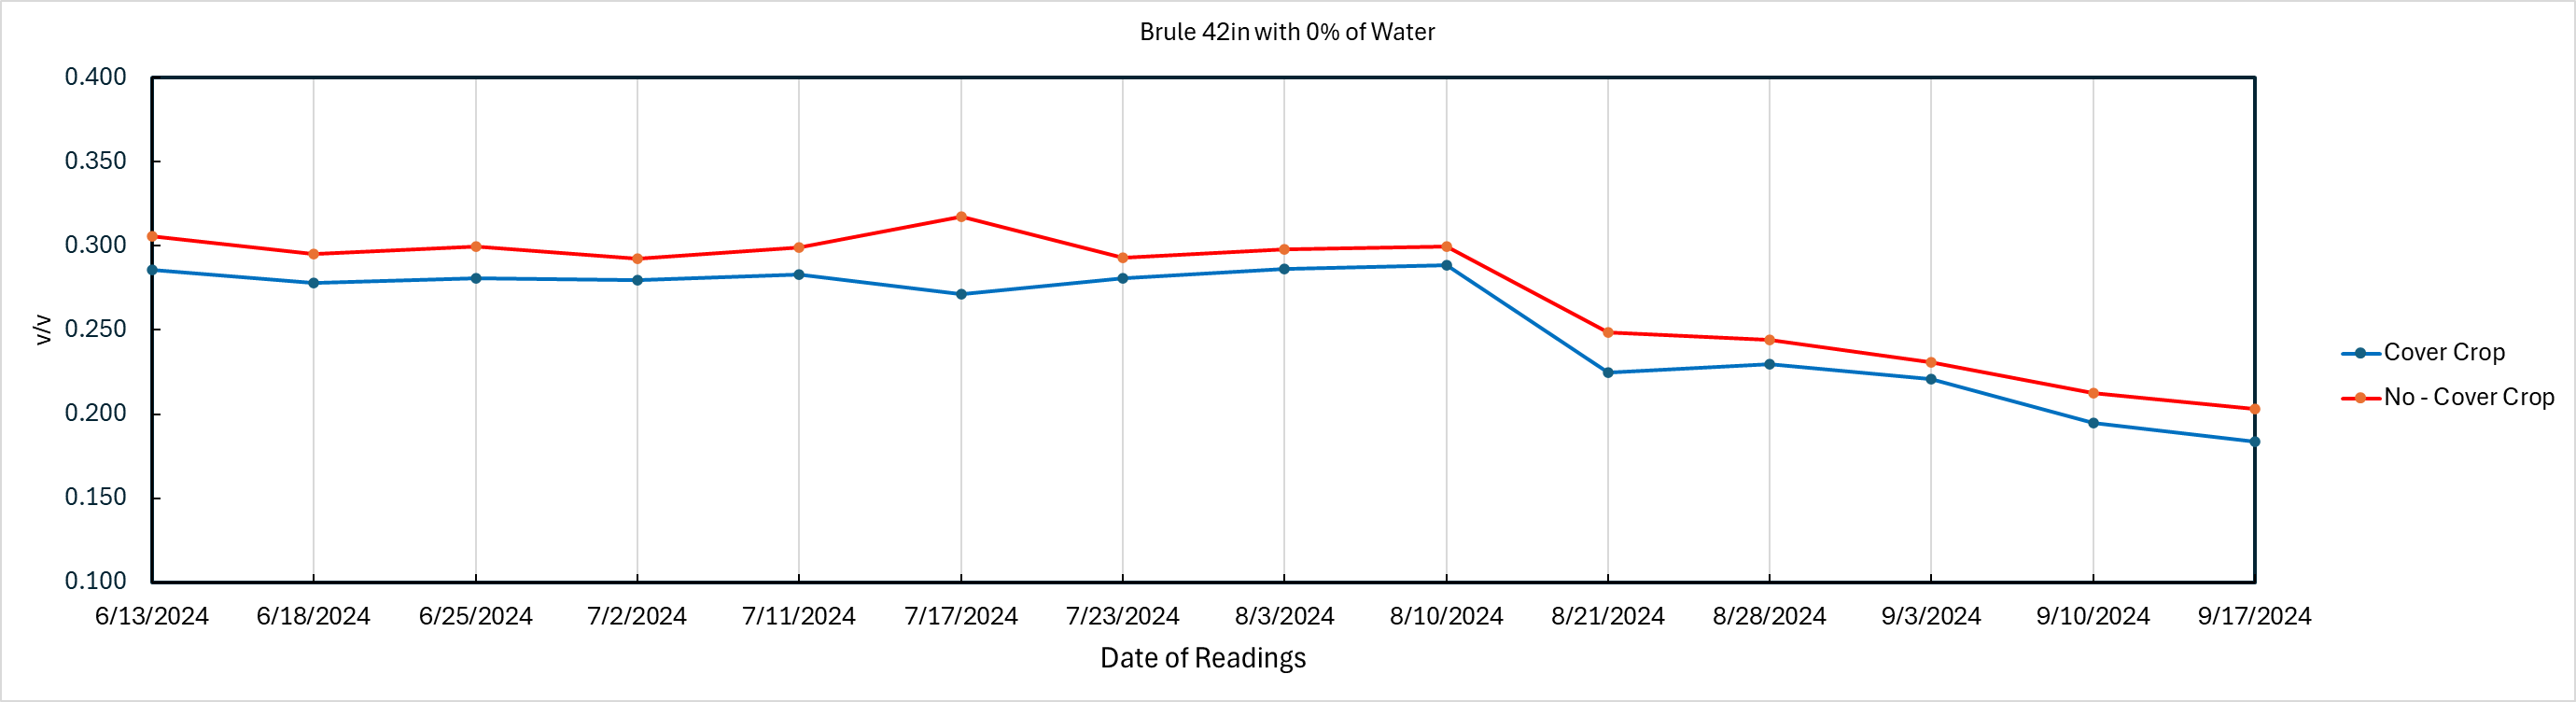 Brule 42in with 0% of Water
0.400
0.350
0.300
0.250
0.200
0.150
0.100
v/v
6/13/2024 6/18/2024 6/25/2024 7/2/2024 7/11/2024 7/17/2024 7/23/2024 8/3/2024 8/10/2024 8/21/2024 8/28/2024 9/3/2024 9/10/2024 9/17/2024
Date of Readings
Cover Crop
No - Cover Crop